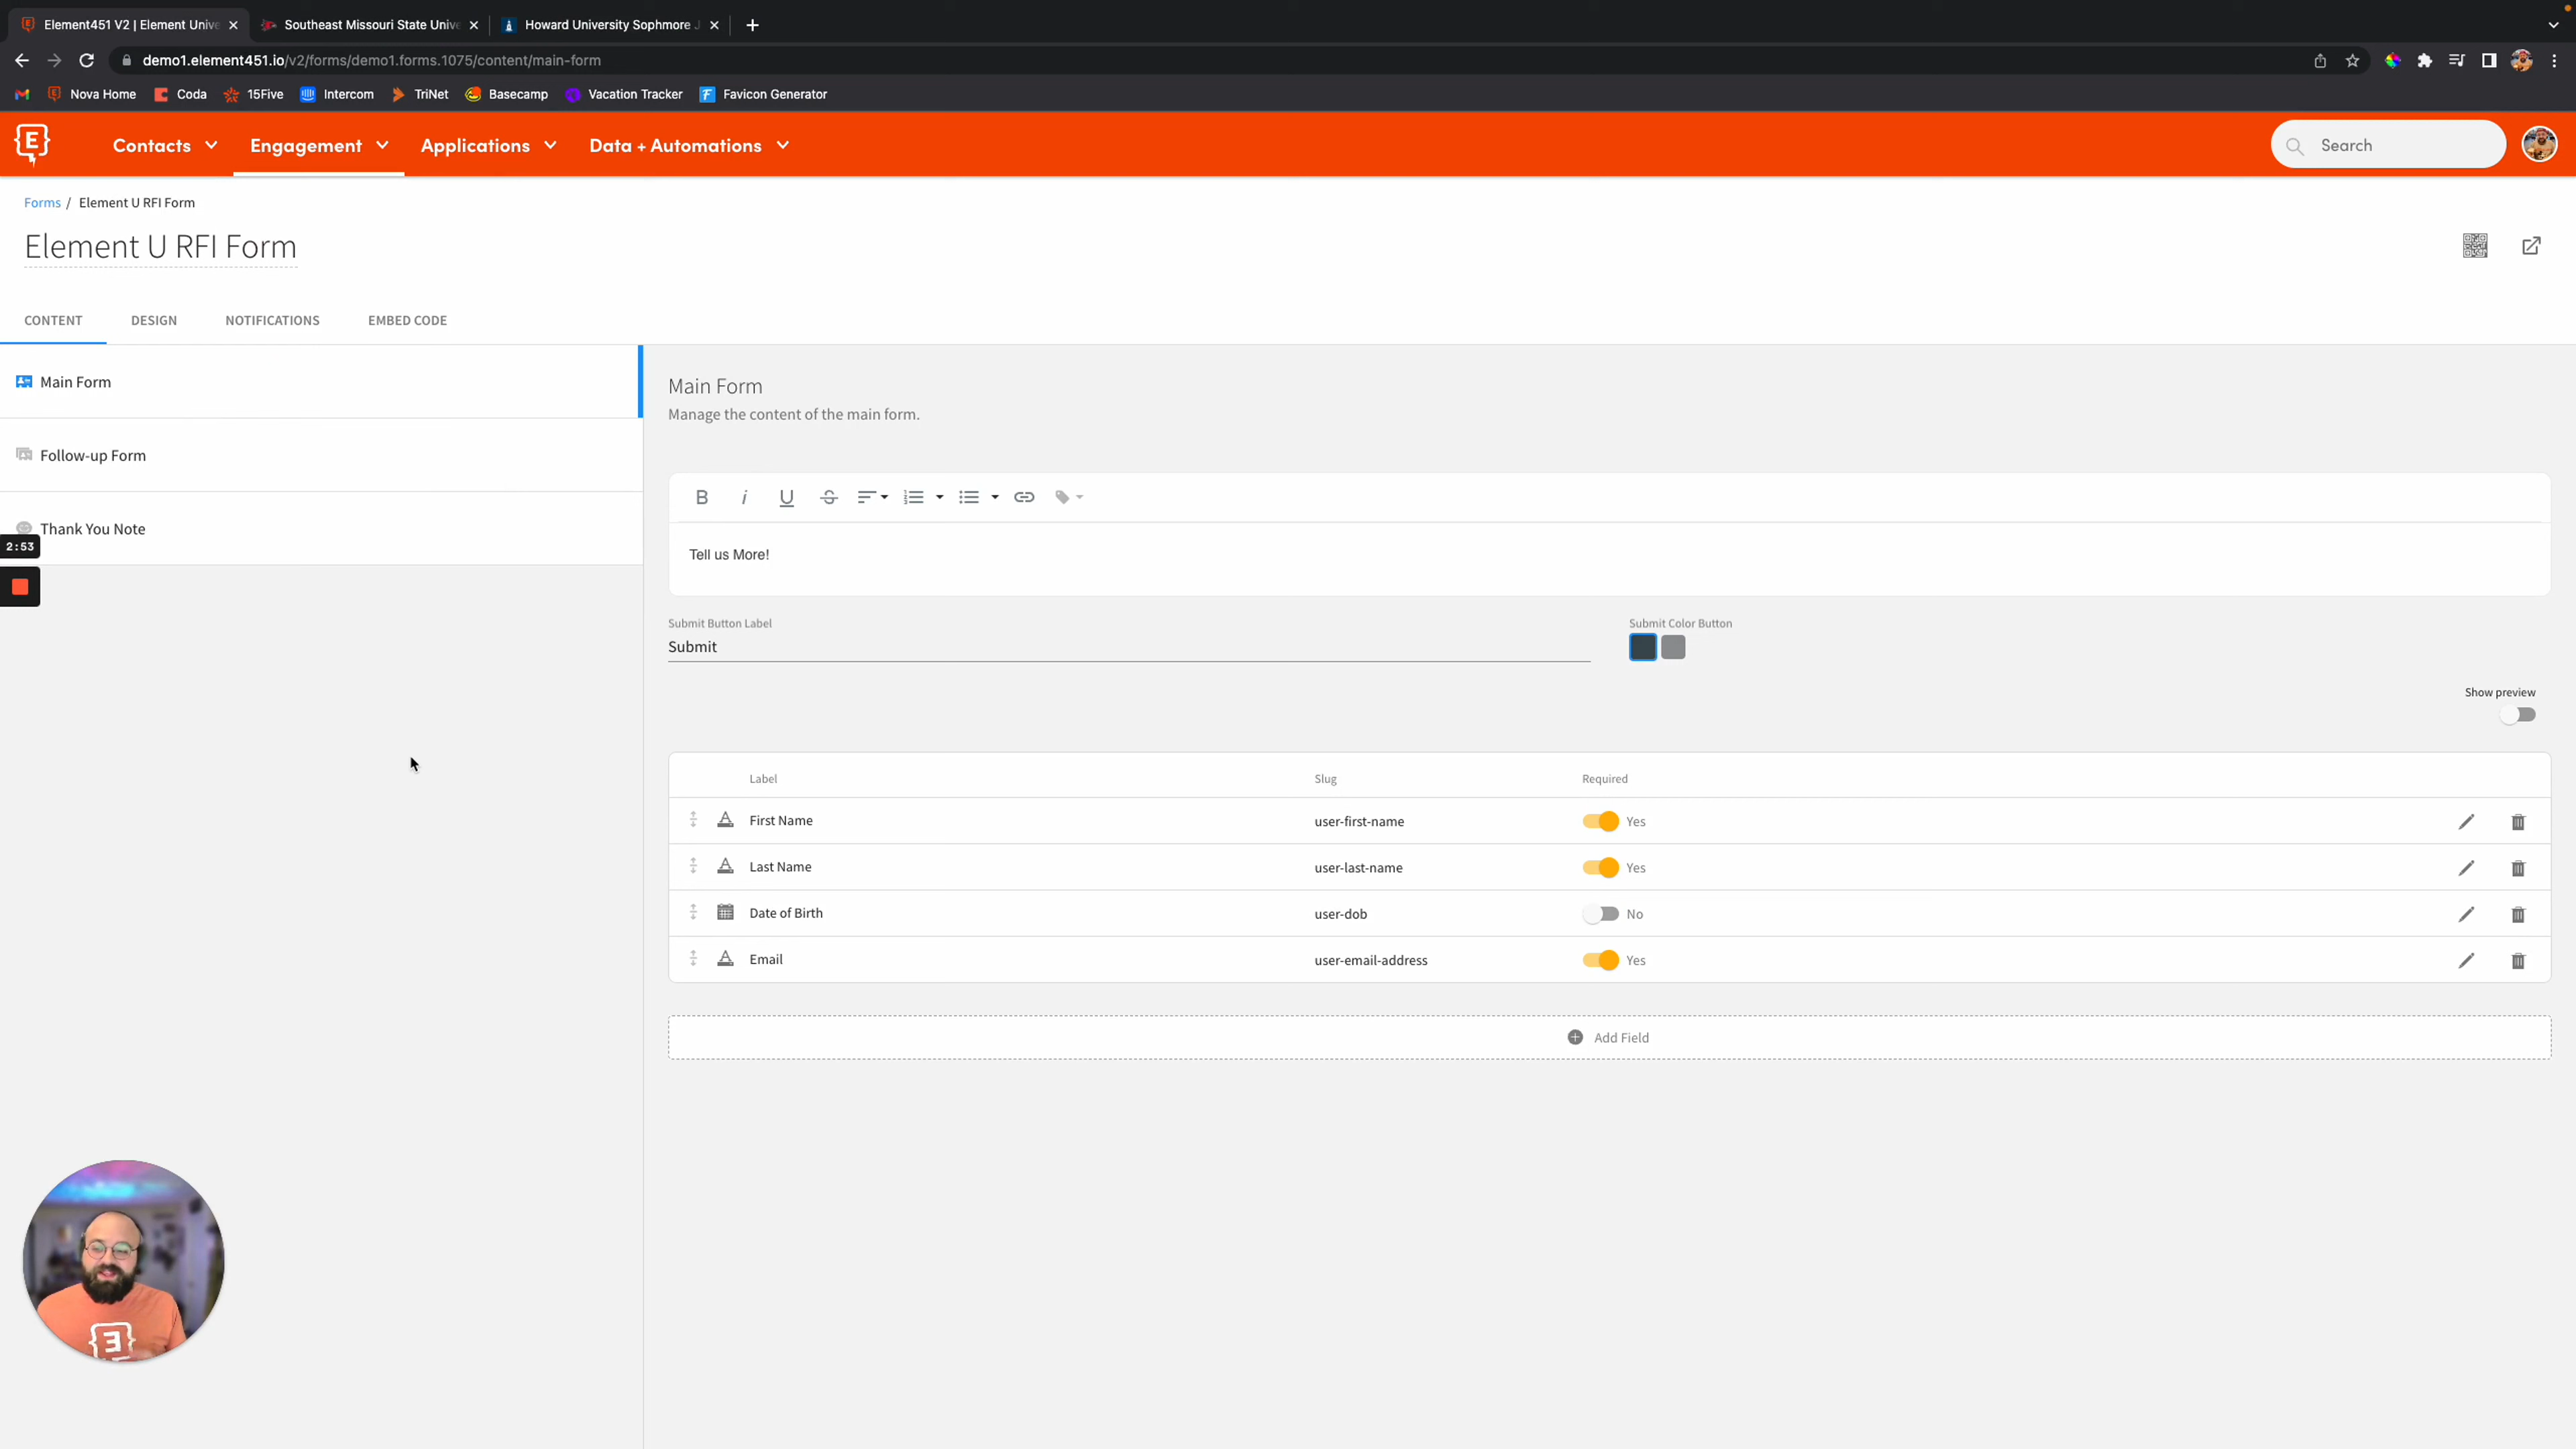 Element451 V2 | Element Unive
Southeast Missouri State Unive
Howard University Sophmore J
demo1.element451.io/v2/forms/demo1.forms.1075/content/main-form
Nova Home
Coda
15Five
Intercom
TriNet
Basecamp
Vacation Tracker
Favicon Generator
E
Contacts
Engagement
Applications
Data + Automations
Search
Forms / Element U RFI Form
Element U RFI Form
CONTENT
DESIGN
NOTIFICATIONS
EMBED CODE
Main Form
Follow-up Form
Thank You Note
2:53
Main Form
Manage the content of the main form.
B i U S
Tell us More!
Submit Button Label
Submit
Submit Color Button
Show preview
Label Slug Required
First Name user-first-name Yes
Last Name user-last-name Yes
Date of Birth user-dob No
Email user-email-address Yes
Add Field